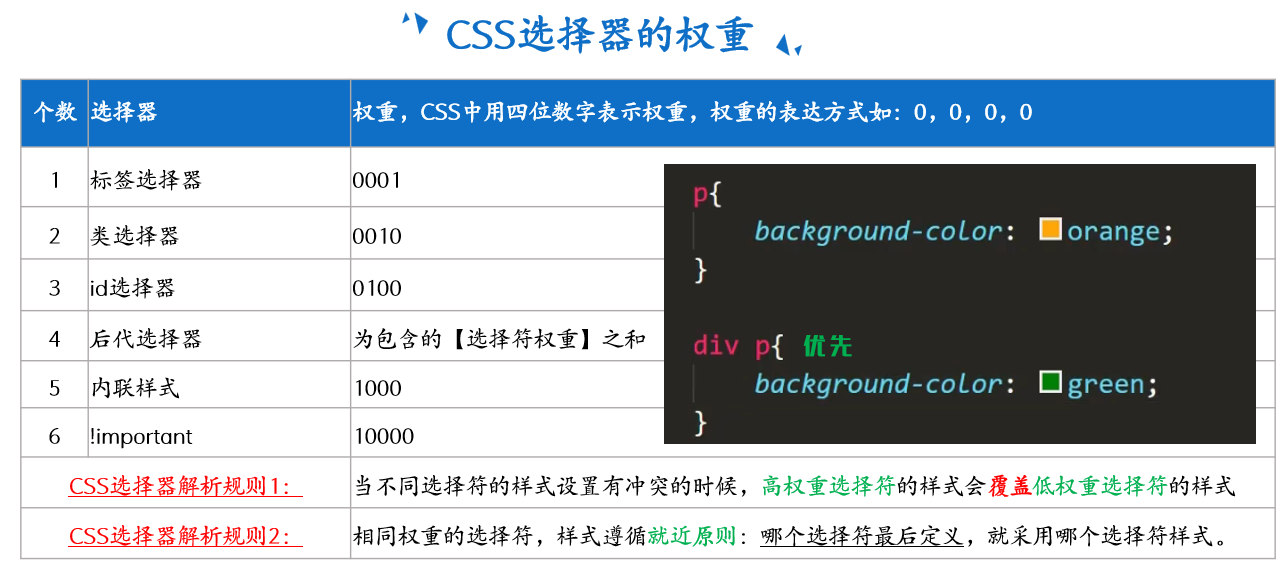 CSS选择器的权重
个数 选择器 权重，CSS中用四位数字表示权重，权重的表达方式如：0，0，0，0
1 标签选择器 0001
2 类选择器 0010
3 id选择器 0100
4 后代选择器 为包含的【选择符权重】之和
5 内联样式 1000
6 !important 10000
p{
background-color: orange;
}
div p{ 优先
background-color: green;
}
CSS选择器解析规则1： 当不同选择符的样式设置有冲突的时候，高权重选择符的样式会覆盖低权重选择符的样式
CSS选择器解析规则2： 相同权重的选择符，样式遵循就近原则：哪个选择符最后定义，就采用哪个选择符样式。